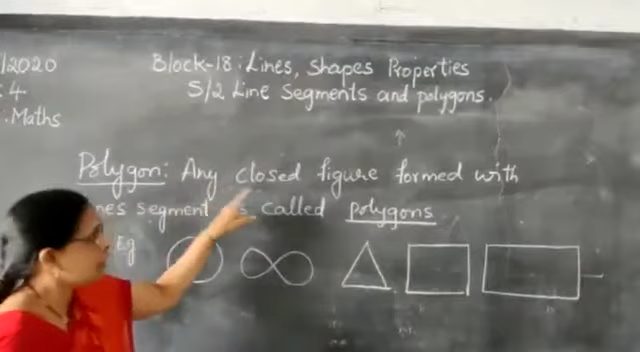 /2020
Block-18: Lines, Shapes Properties
4
5/2 Line Segments and polygons.
Maths
Polygon: Any closed figure formed with
segment called polygons
Eg